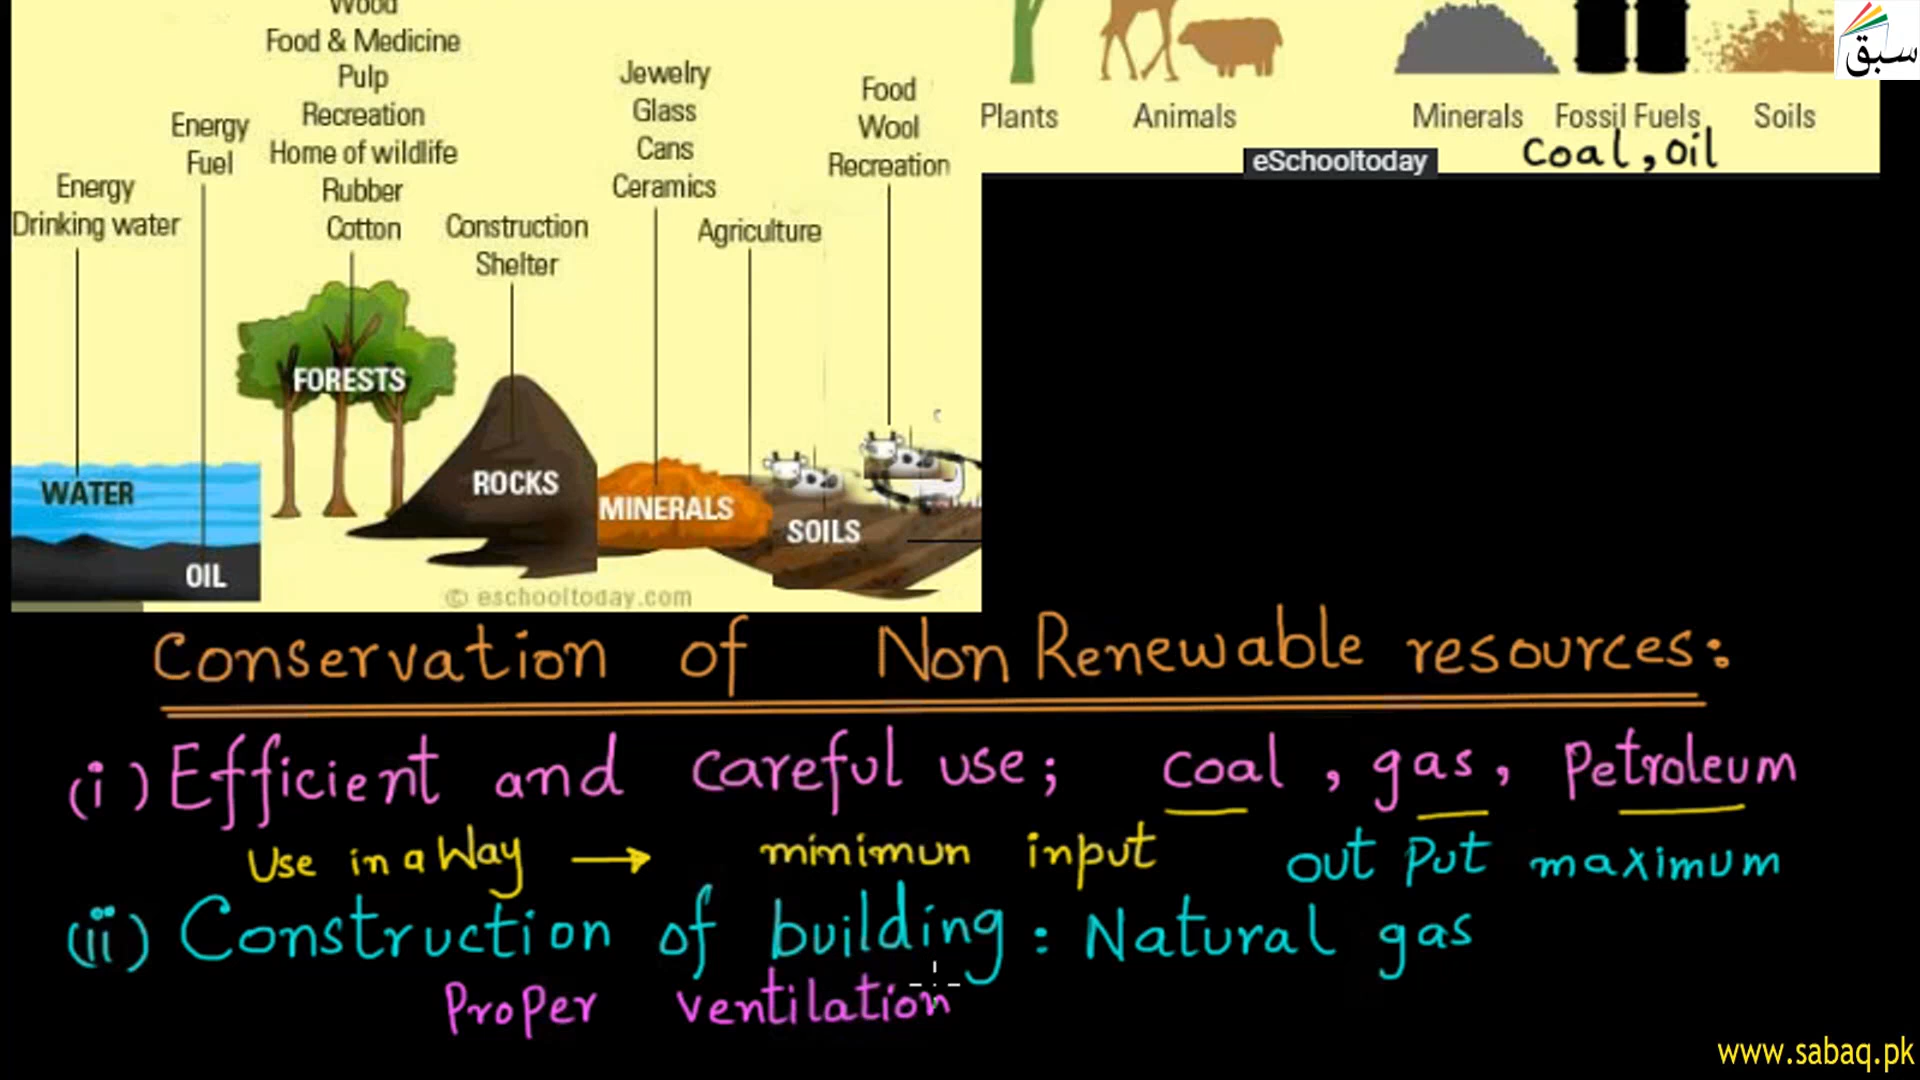 Wood
Food & Medicine
Pulp
Recreation
Home of wildlife
Rubber
Cotton
Energy
Fuel
Energy
Drinking water
Construction
Shelter
Jewelry
Glass
Cans
Ceramics
Agriculture
Food
Wool
Recreation
FORESTS
WATER
OIL
ROCKS
MINERALS
SOILS
© eschooltoday.com
Plants
Animals
Minerals
Fossil Fuels
Soils
eSchooltoday
Coal, Oil
سبق
Conservation of Non Renewable resources:
(i) Efficient and careful use; coal, gas, Petroleum
Use in a Way → minimun input out Put maximum
(ii) Construction of building: Natural gas
Proper ventilation
www.sabaq.pk